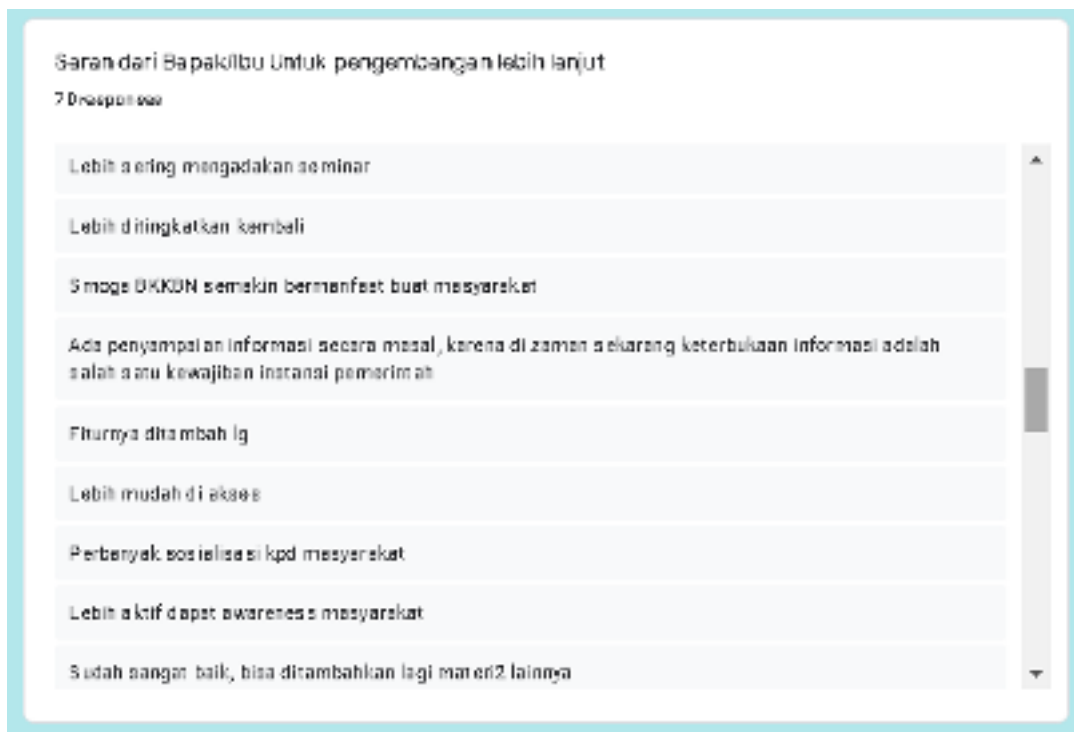 Saran dari Bapak/Ibu Untuk pengembangan lebih lanjut
70 responses
Lebih sering mengadakan seminar
Lebih ditingkatkan kembali
Smoga BKKBN semakin bermanfaat buat masyarakat
Ada penyampaian informasi secara masal, karena di zaman sekarang keterbukaan informasi adalah
salah satu kewajiban instansi pemerintah
Fiturnya ditambah lg
Lebih mudah di akses
Perbanyak sosialisasi kpd masyarakat
Lebih aktif dapat awareness masyarakat
Sudah sangat baik, bisa ditambahkan lagi materi2 lainnya